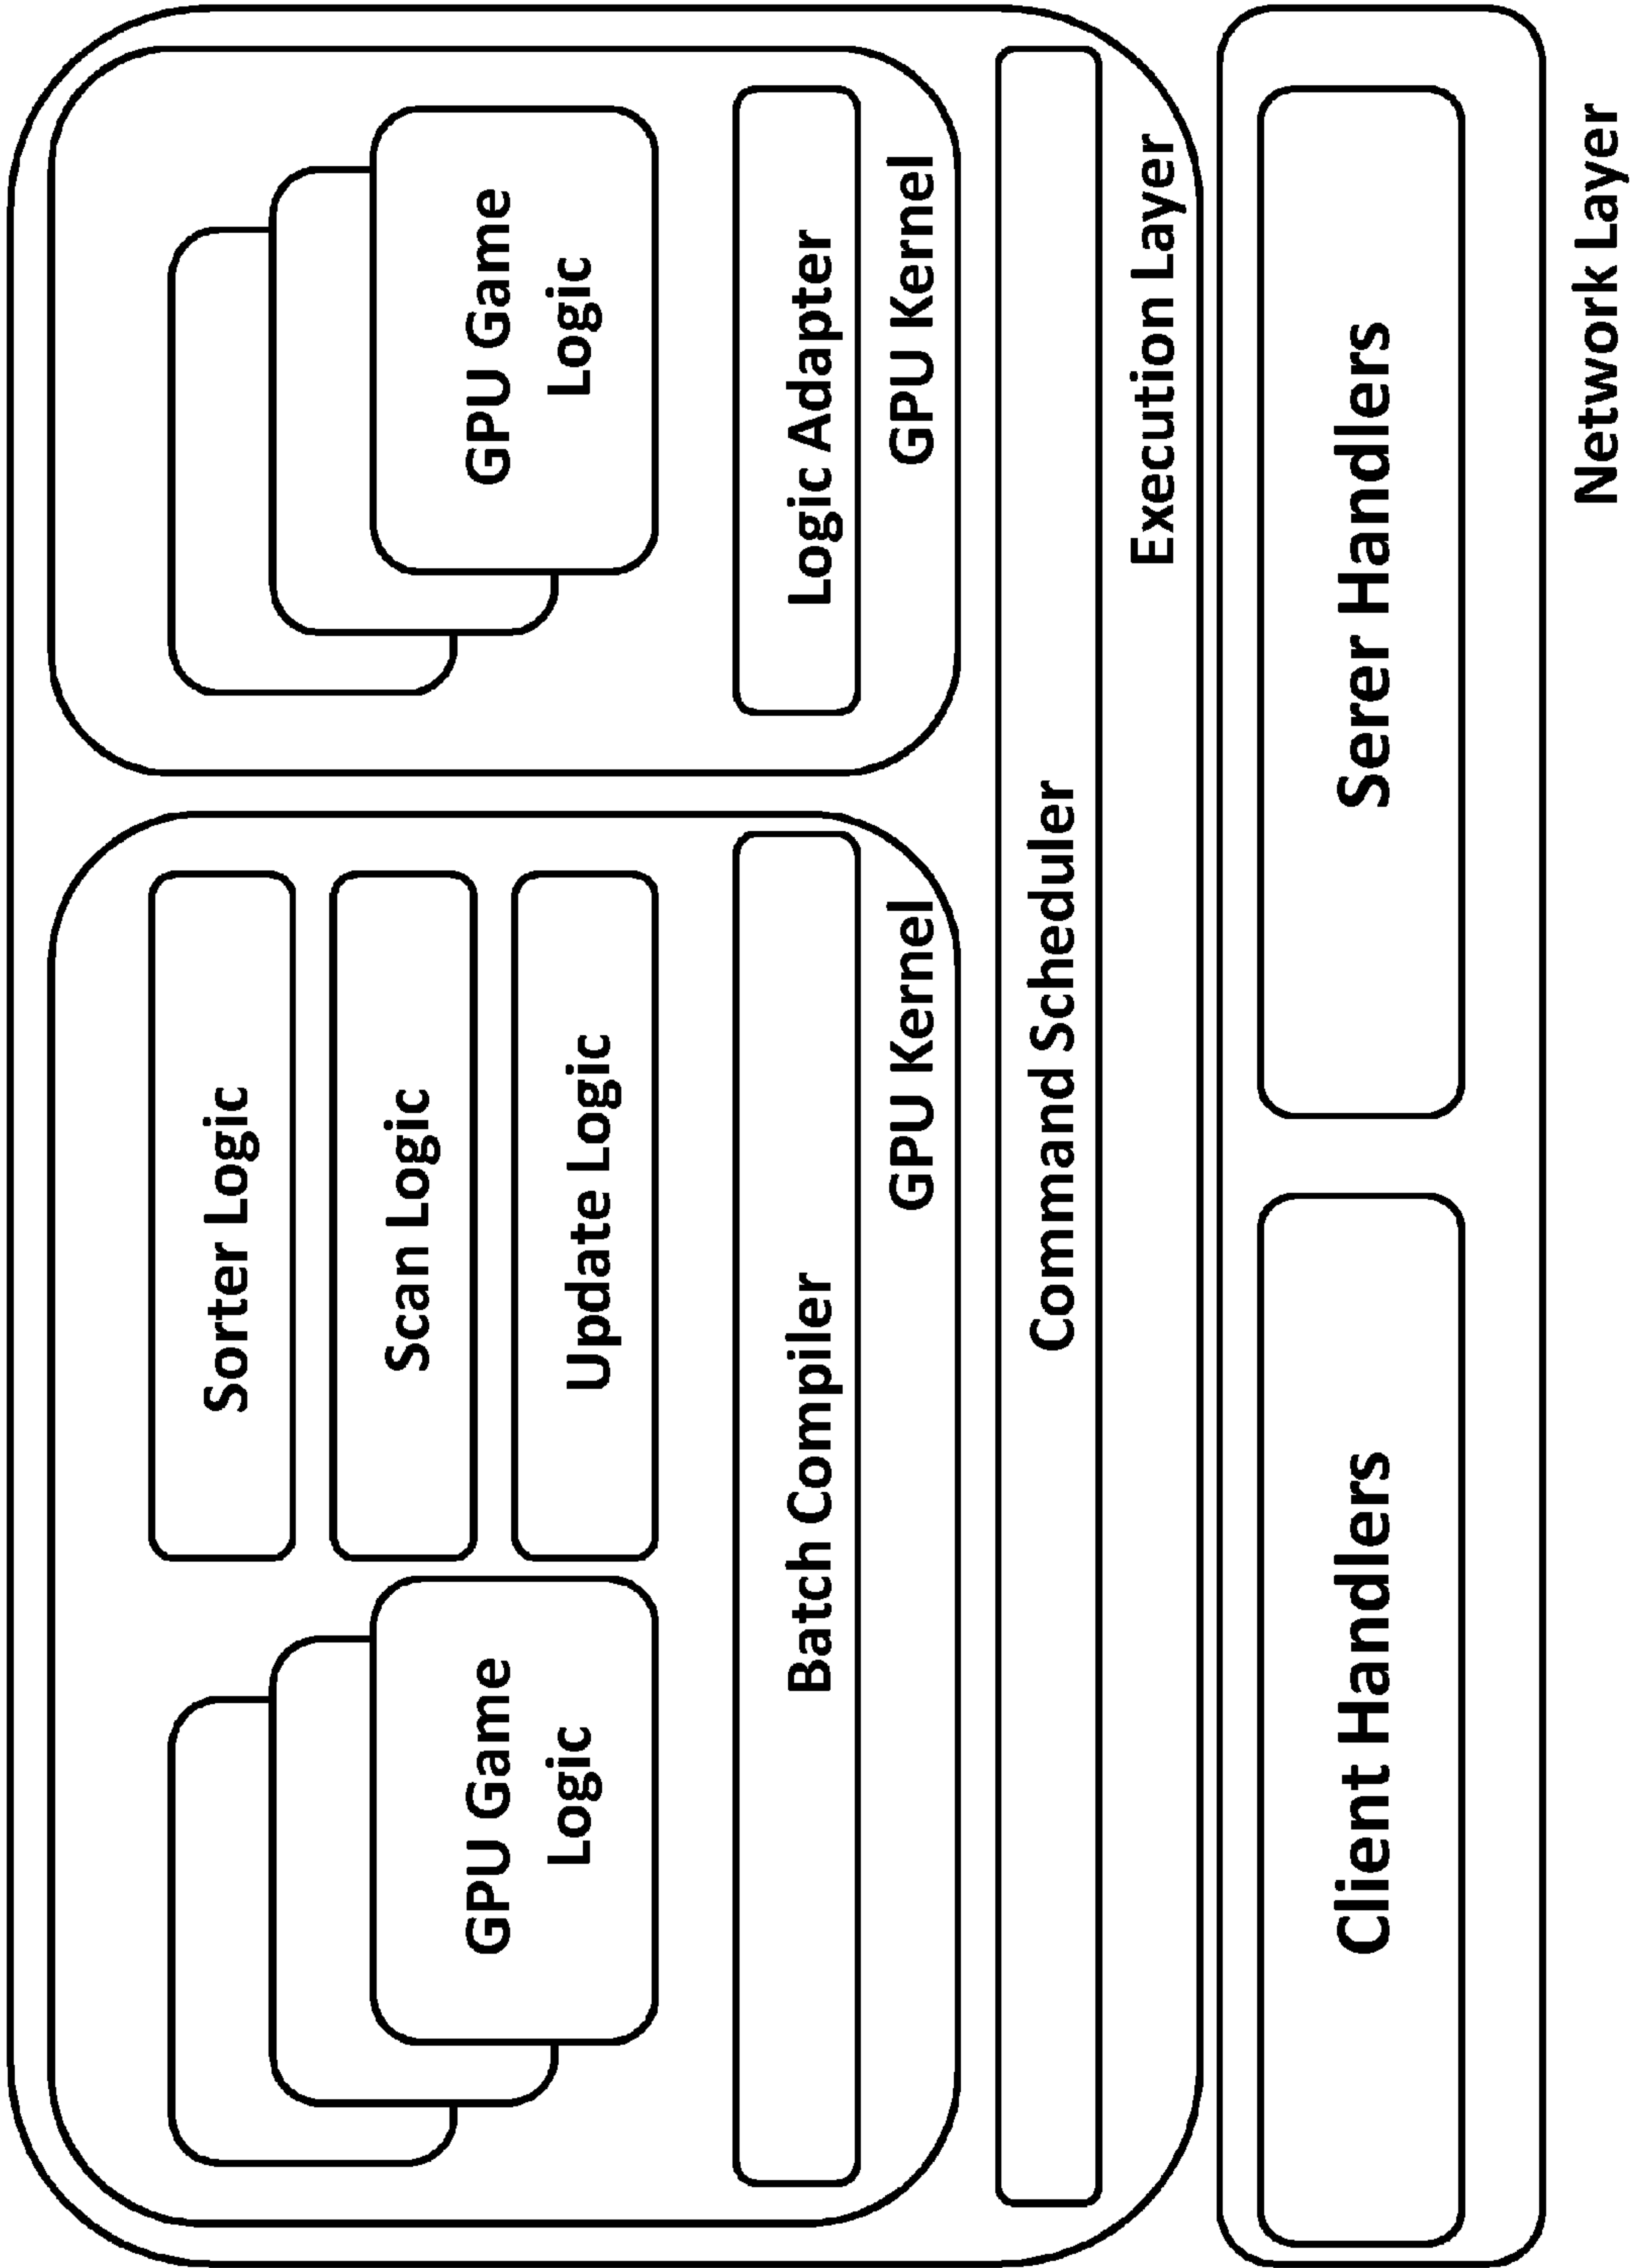 Sorter Logic
GPU Game
Logic
Scan Logic
Update Logic
GPU Game
Logic
Batch Compiler
Logic Adapter
GPU Kernel
GPU Kernel
Command Scheduler
Execution Layer
Client Handlers
Serer Handlers
Network Layer